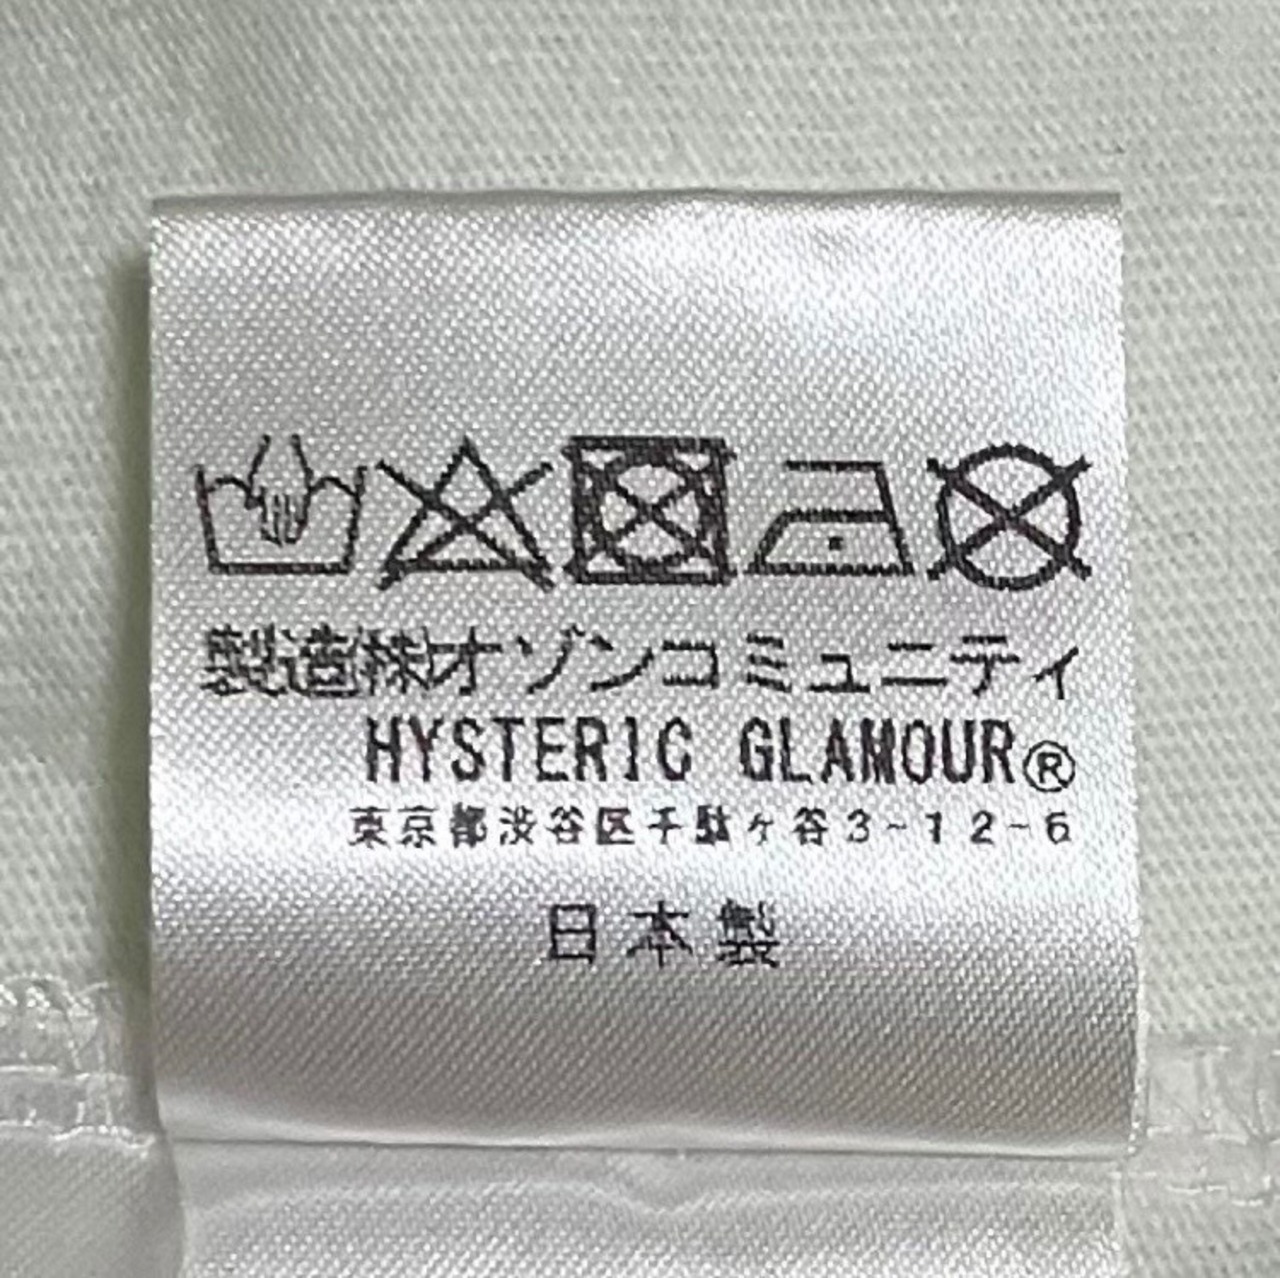 製造㈱オゾンコミュニティ
HYSTERIC GLAMOUR®
東京都渋谷区千駄ヶ谷3-12-6
日本製